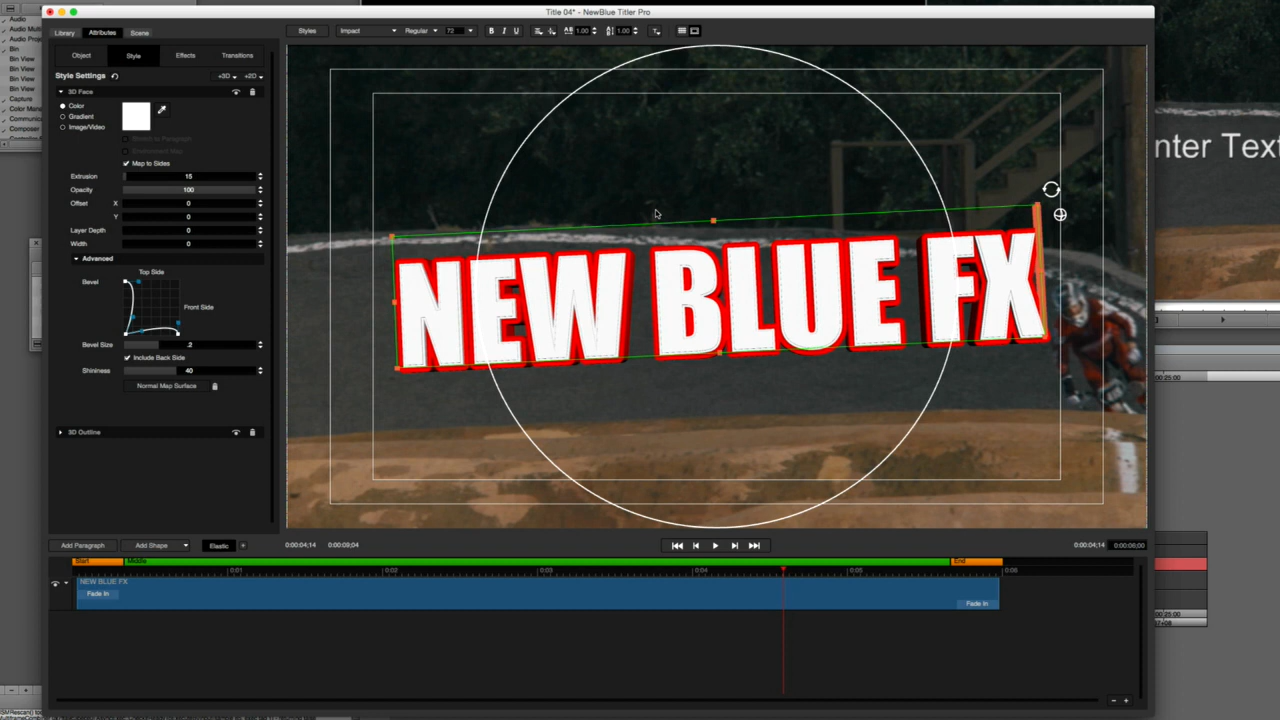 Title 04* - NewBlue Titler Pro
Audio
Bin
Bin View
Bin View
Bin View
Bin View
Capture
Composer
Library
Attributes
Scene
Styles
Impact
Regular
72
B
I
U
1.00
1.00
Object
Style
Effects
Transitions
Style Settings
+3D
+2D
3D Face
Color
Gradient
Image/Video
Map to Sides
Extrusion
15
Opacity
100
Offset
X
0
Y
0
Layer Depth
0
Width
0
Advanced
Top Side
Bevel
Front Side
Bevel Size
.2
Include Back Side
Shininess
40
Normal Map Surface
3D Outline
NEW BLUE FX
nter Text
Add Paragraph
Add Shape
Elastic
+
0:00:04;14
0:00:09;04
0:00:04;14
0:00:06;00
Start
Middle
End
0:01
0:02
0:03
0:04
0:05
0:06
NEW BLUE FX
Fade In
Fade In